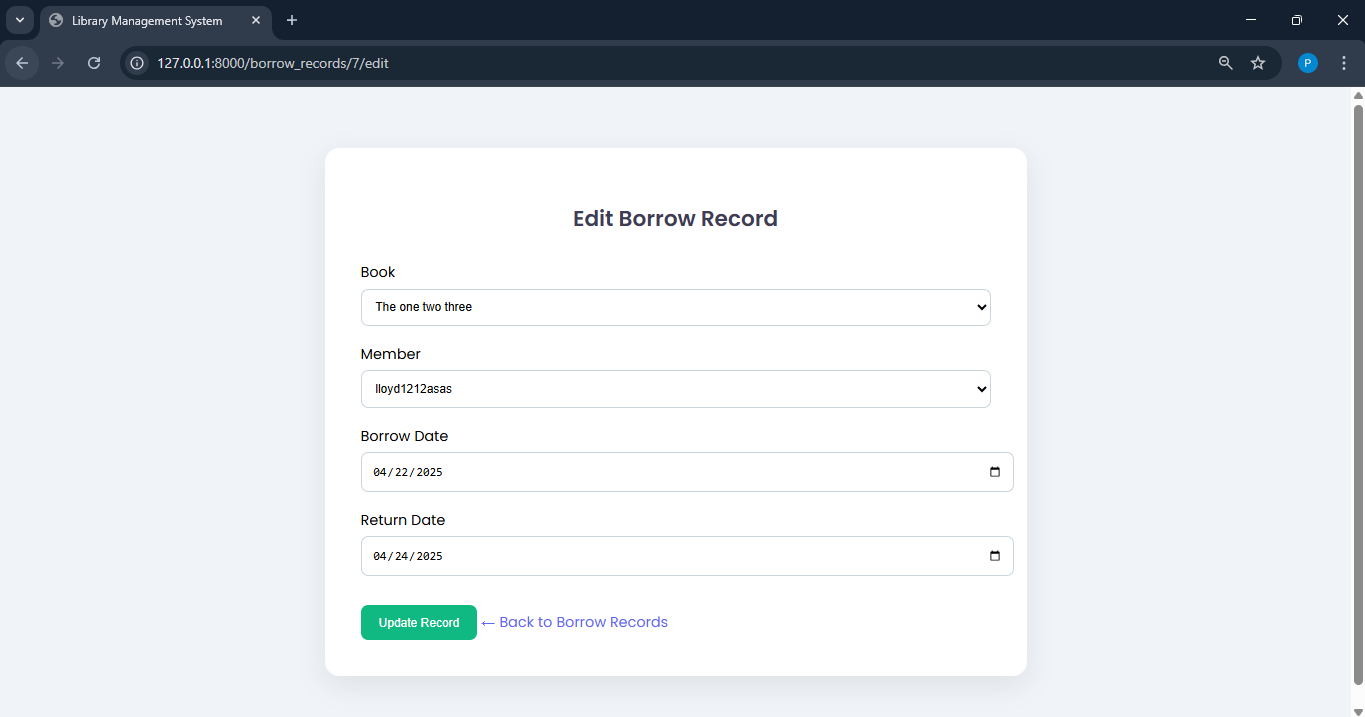 Library Management System
127.0.0.1:8000/borrow_records/7/edit
P
Edit Borrow Record
Book
The one two three
Member
lloyd1212asas
Borrow Date
04/22/2025
Return Date
04/24/2025
Update Record ← Back to Borrow Records